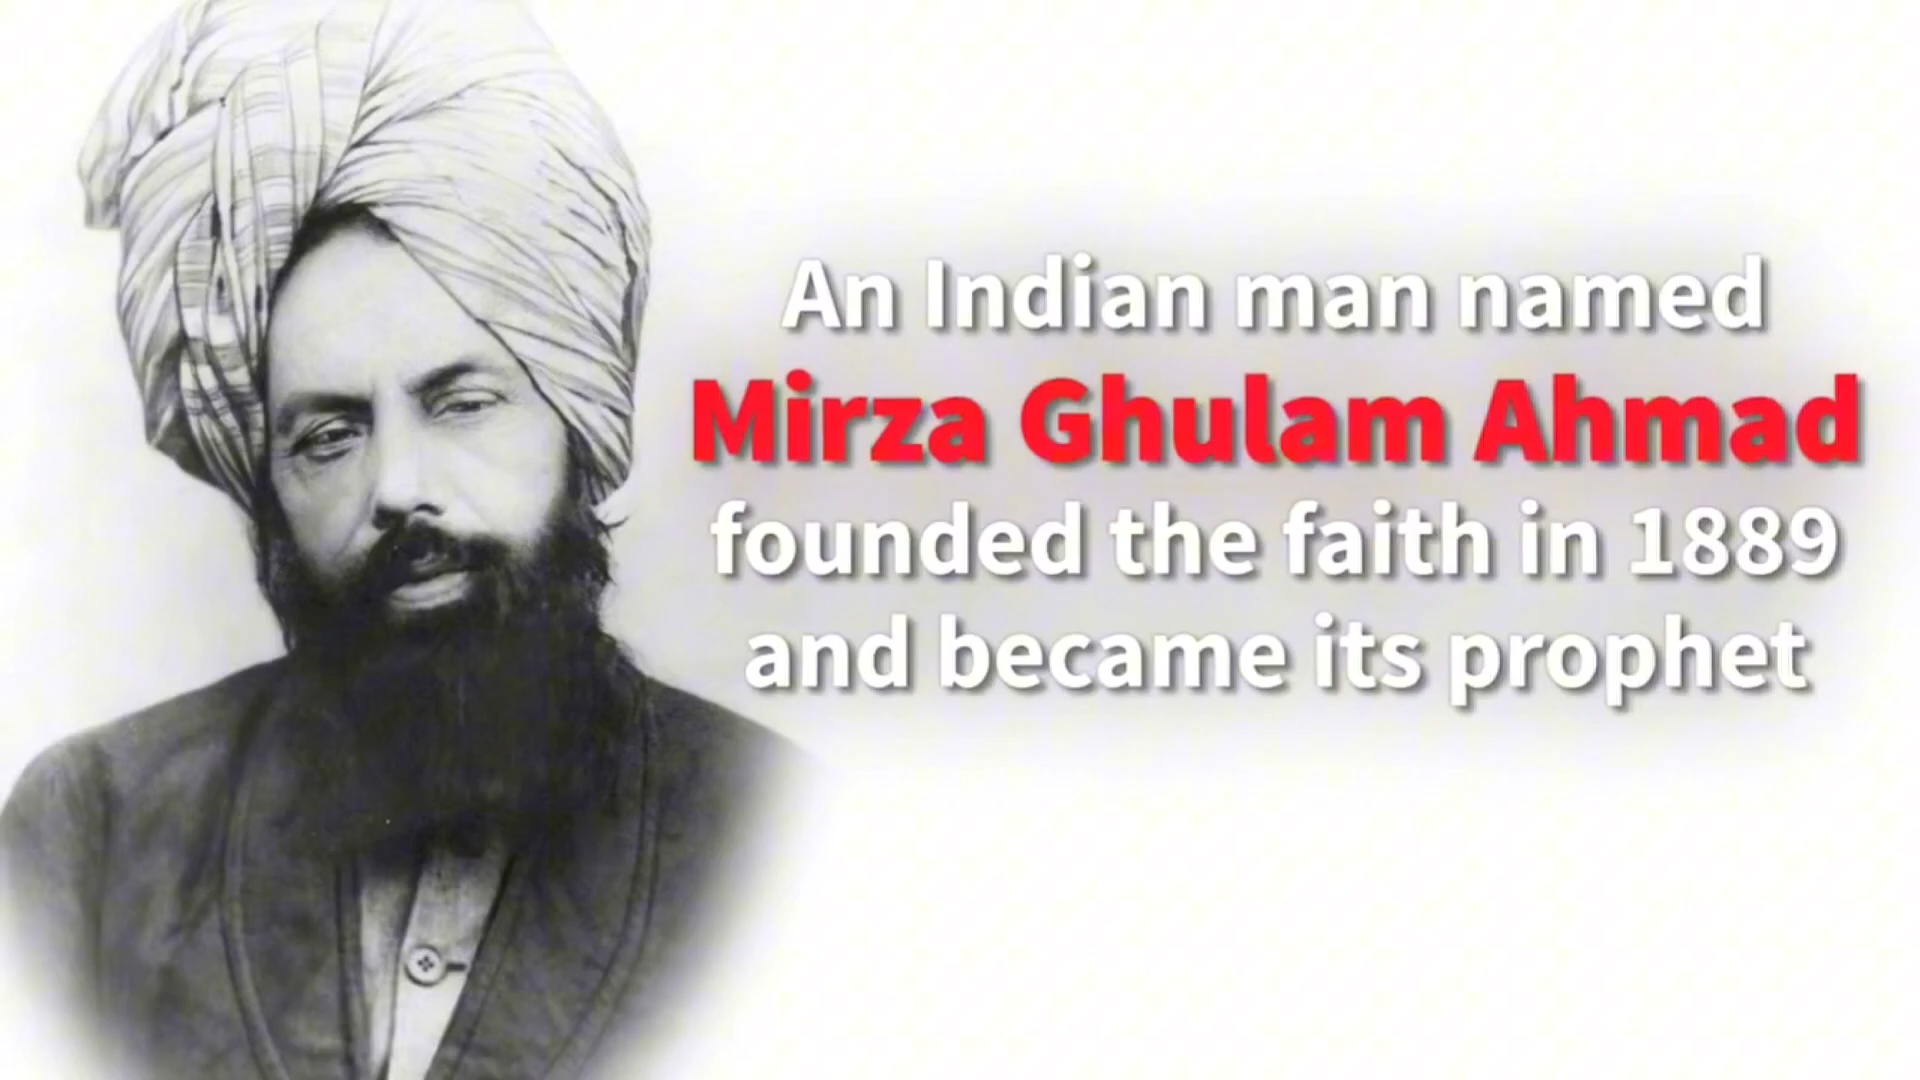 An Indian man named
Mirza Ghulam Ahmad
founded the faith in 1889
and became its prophet